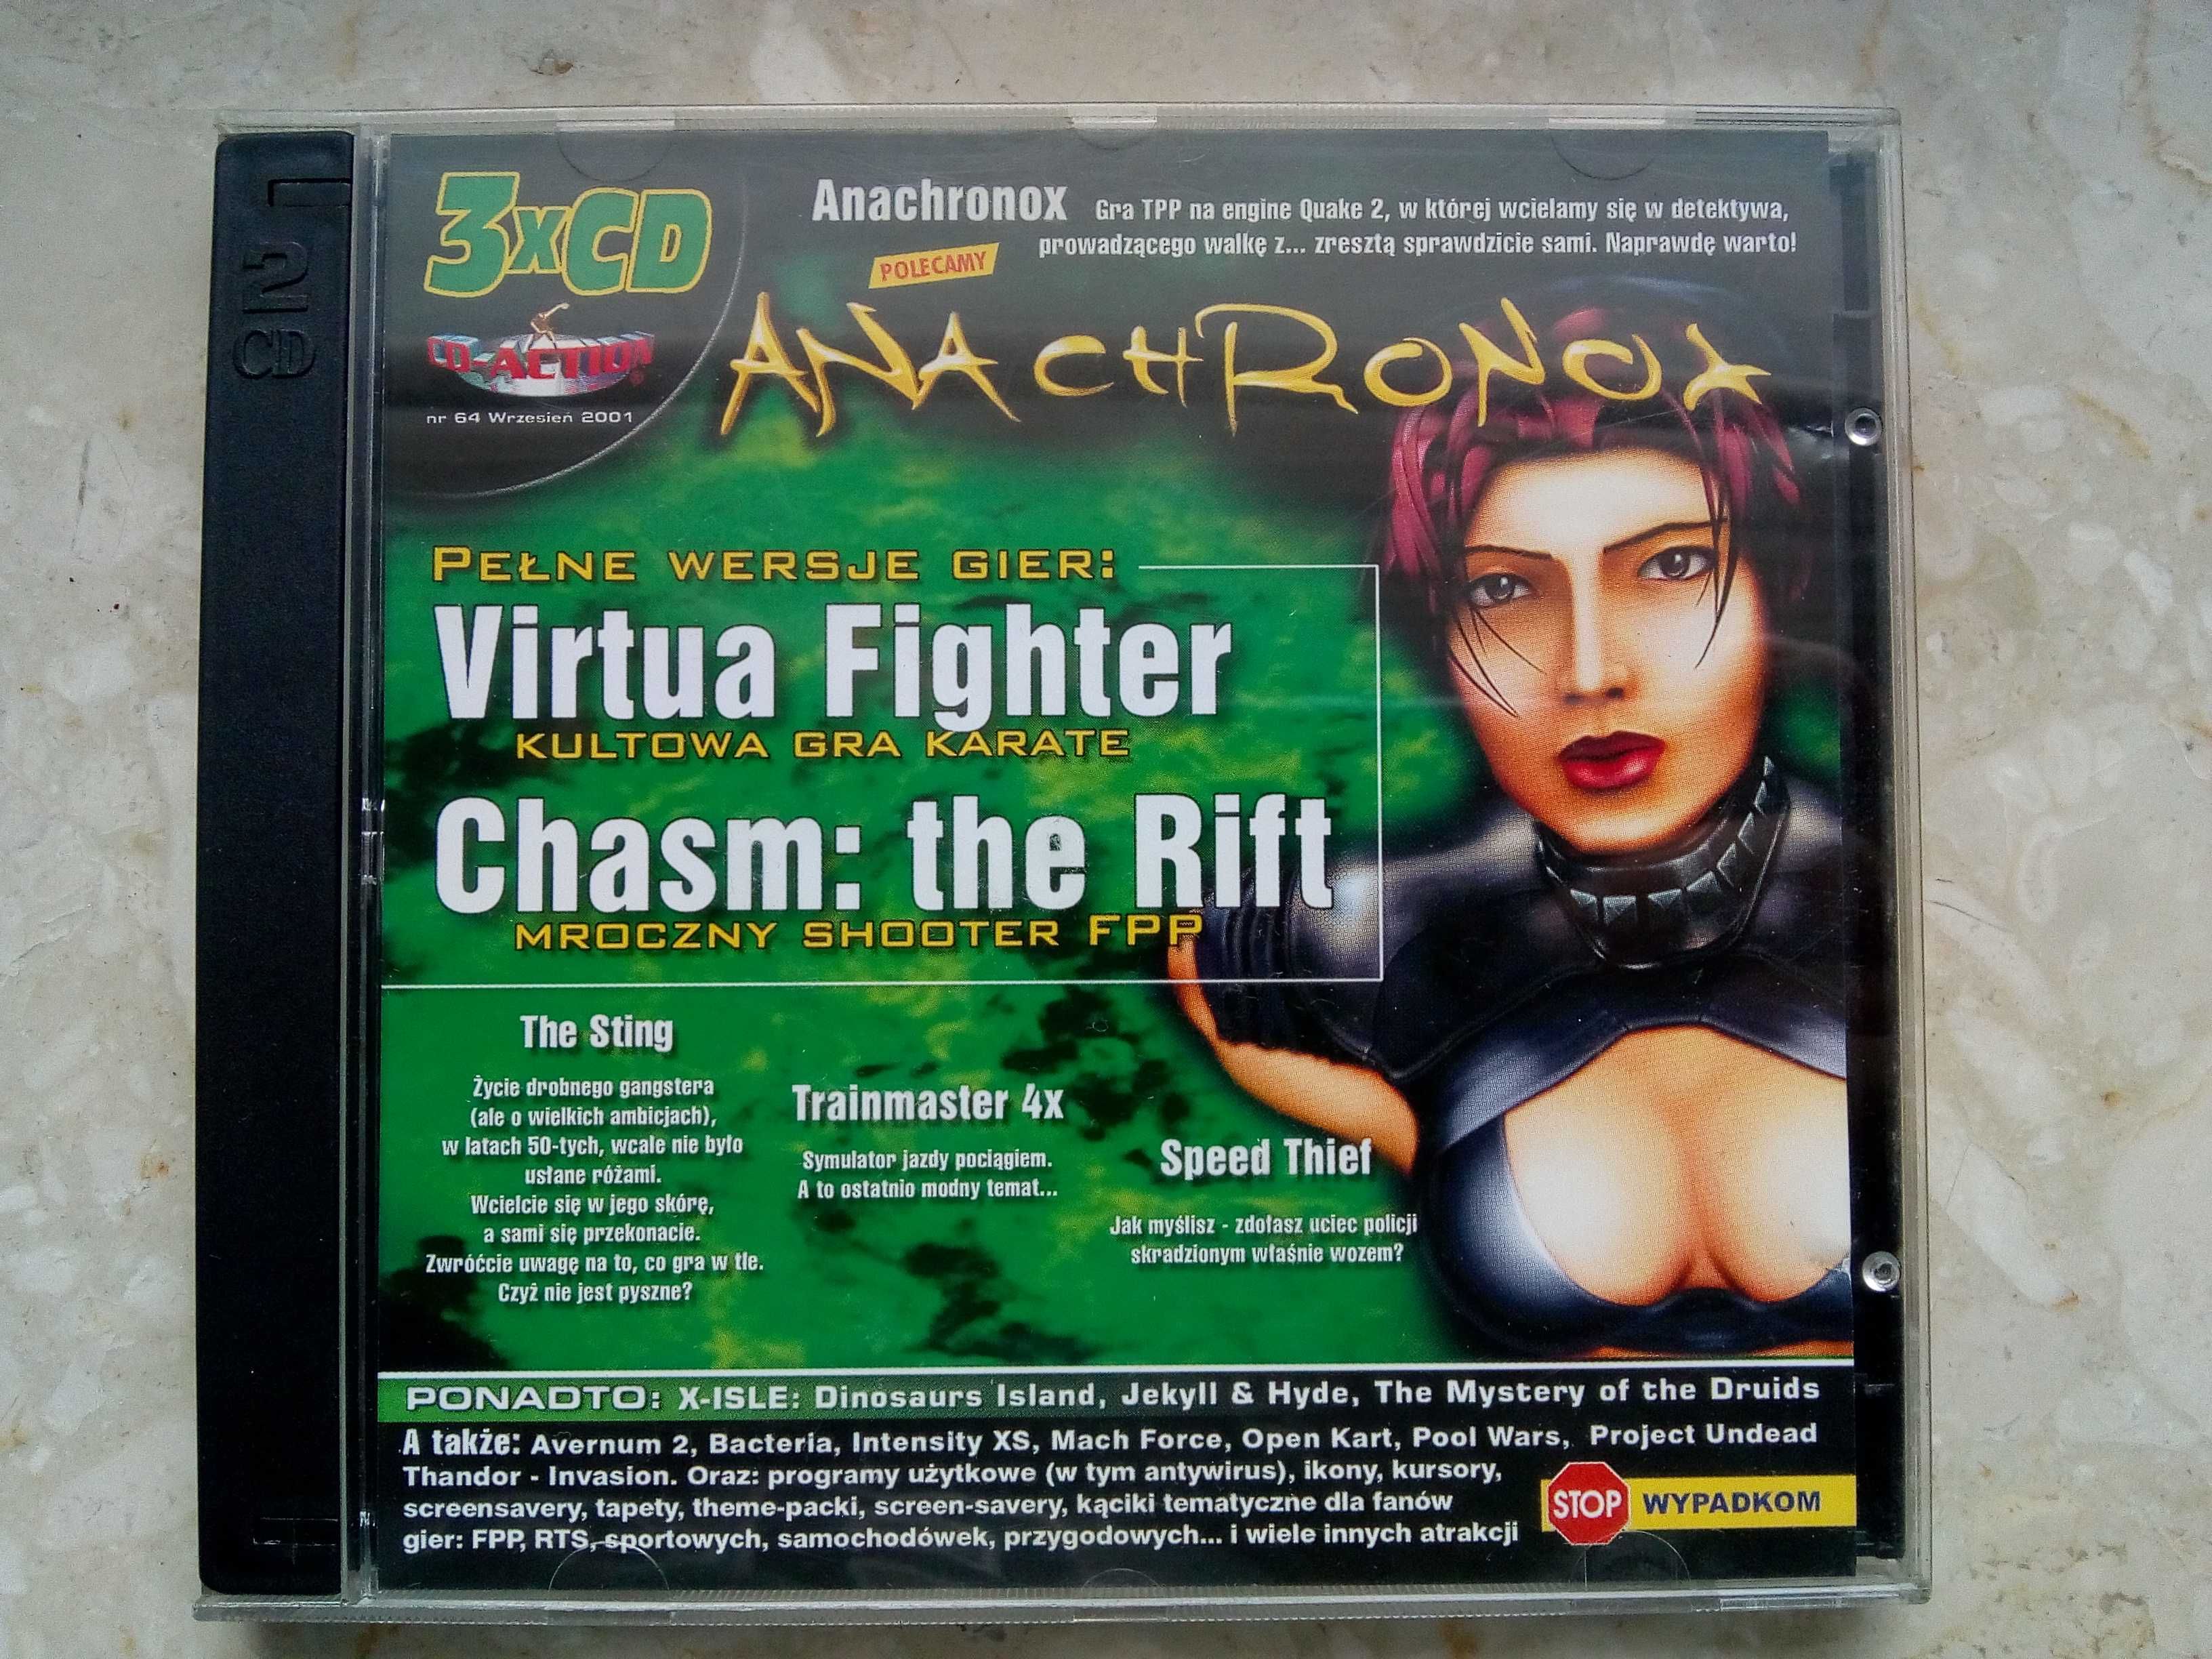 2
CD
3xCD
CD-ACTION
nr 64 Wrzesień 2001
Anachronox Gra TPP na engine Quake 2, w której wcielamy się w detektywa,
prowadzącego walkę z... zresztą sprawdzicie sami. Naprawdę warto!
POLECAMY
ANACHRONOX
PEŁNE WERSJE GIER:
Virtua Fighter
KULTOWA GRA KARATE
Chasm: the Rift
MROCZNY SHOOTER FPP
The Sting
Życie drobnego gangstera
(ale o wielkich ambicjach),
w latach 50-tych, wcale nie było
usłane różami.
Wcielcie się w jego skórę,
a sami się przekonacie.
Zwróćcie uwagę na to, co gra w tle.
Czyż nie jest pyszne?
Trainmaster 4x
Symulator jazdy pociągiem.
A to ostatnio modny temat...
Speed Thief
Jak myślisz - zdołasz uciec policji
skradzionym właśnie wozem?
PONADTO: X-ISLE: Dinosaurs Island, Jekyll & Hyde, The Mystery of the Druids
A także: Avernum 2, Bacteria, Intensity XS, Mach Force, Open Kart, Pool Wars, Project Undead
Thandor - Invasion. Oraz: programy użytkowe (w tym antywirus), ikony, kursory,
screensavery, tapety, theme-packi, screen-savery, kąciki tematyczne dla fanów
gier: FPP, RTS, sportowych, samochodówek, przygodowych... i wiele innych atrakcji
STOP WYPADKOM